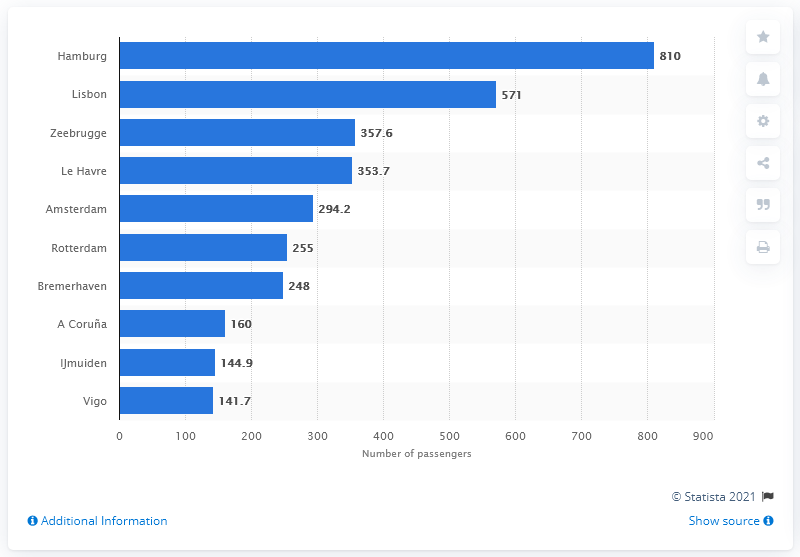 Hamburg 810
Lisbon 571
Zeebrugge 357.6
Le Havre 353.7
Amsterdam 294.2
Rotterdam 255
Bremerhaven 248
A Coruña 160
IJmuiden 144.9
Vigo 141.7
0 100 200 300 400 500 600 700 800 900
Number of passengers
© Statista 2021
Additional Information Show source